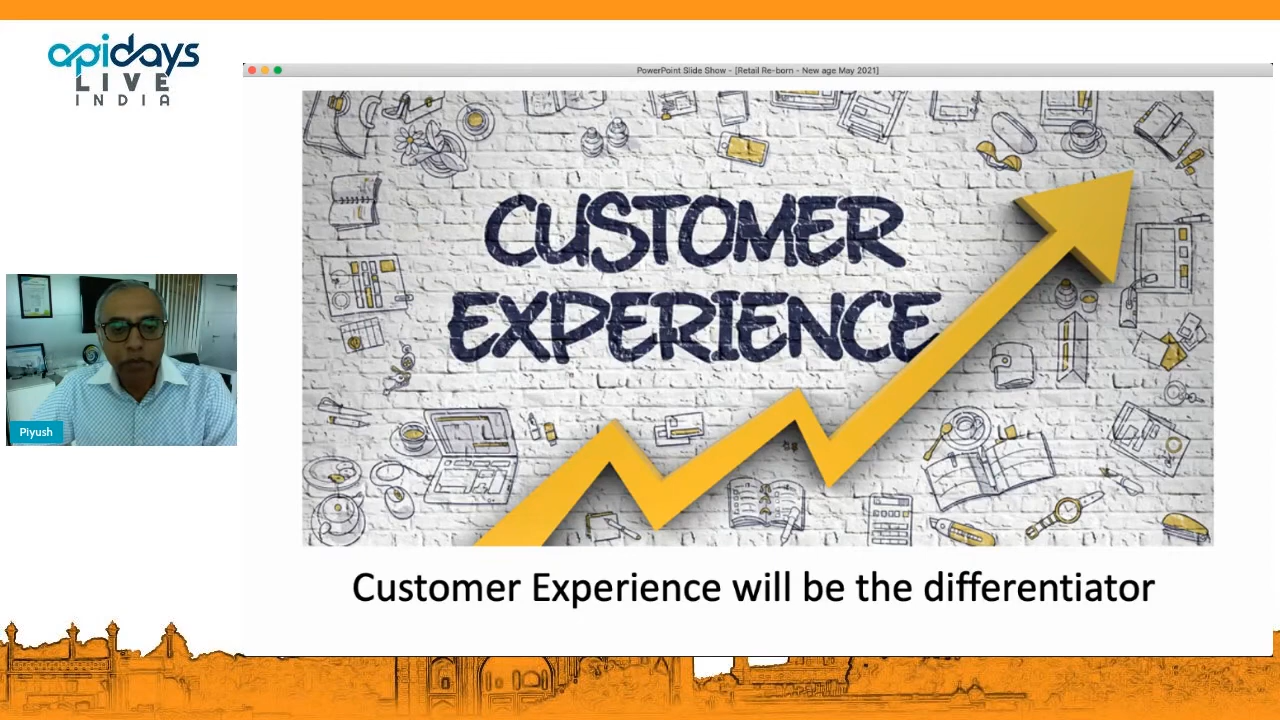 apidays
LIVE
INDIA
PowerPoint Slide Show - [Retail Re-born - New age May 2021]
CUSTOMER
EXPERIENCE
Piyush
Customer Experience will be the differentiator